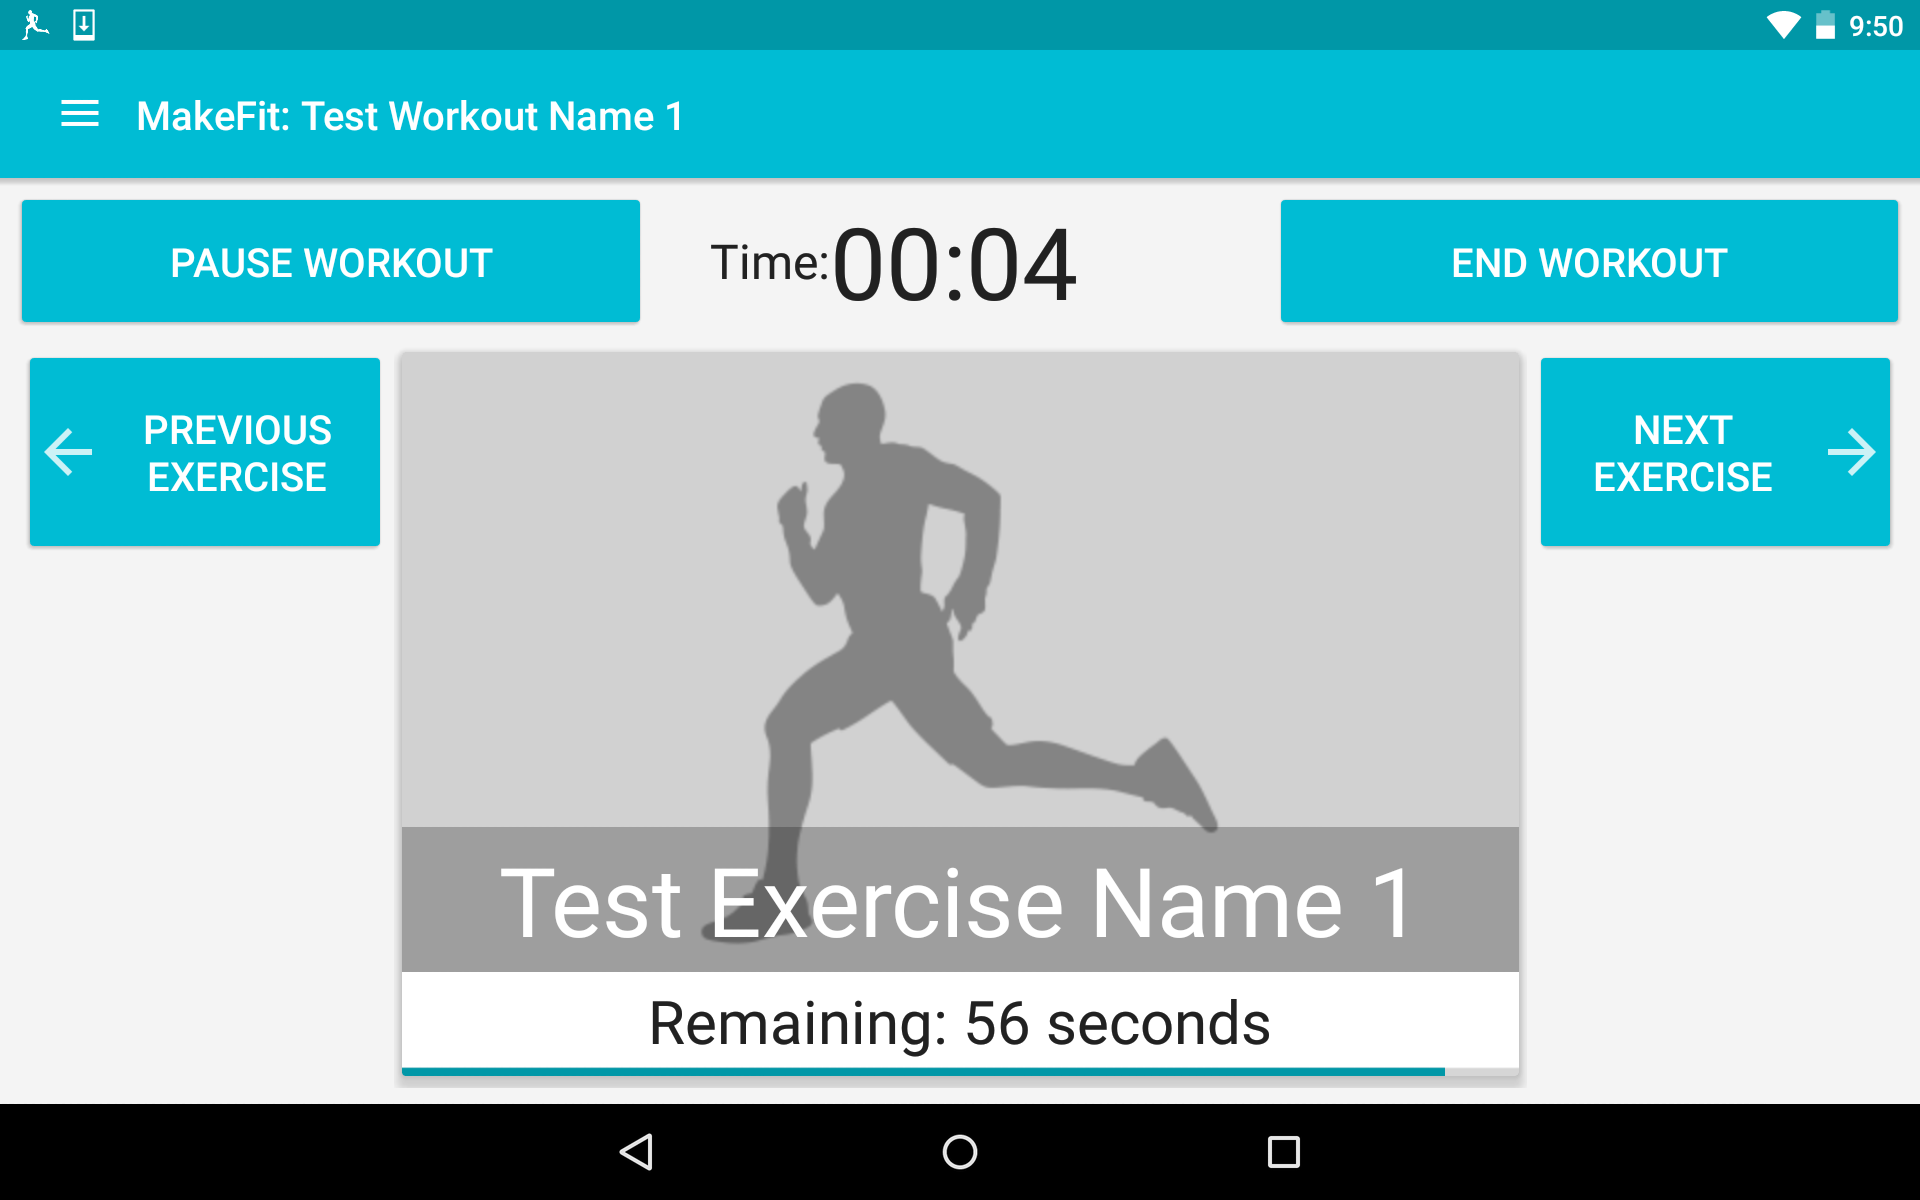 9:50
MakeFit: Test Workout Name 1
PAUSE WORKOUT
Time:00:04
END WORKOUT
PREVIOUS
EXERCISE
NEXT
EXERCISE
Test Exercise Name 1
Remaining: 56 seconds